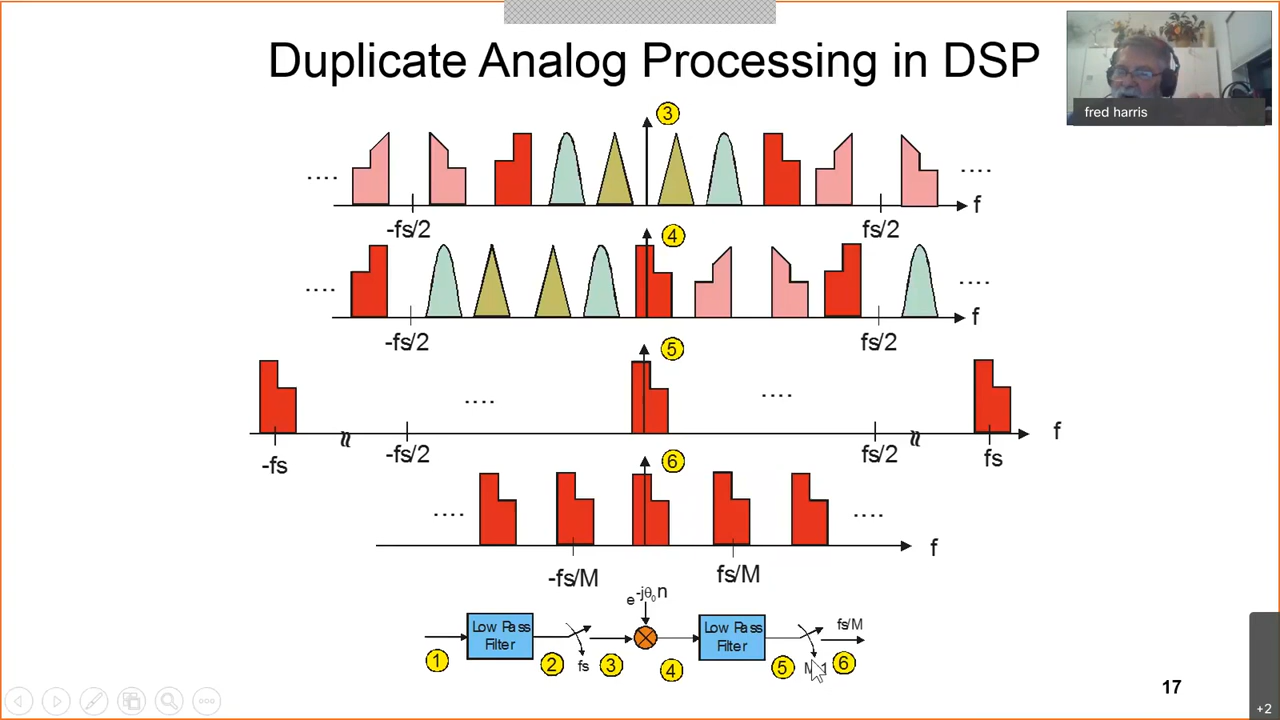 Duplicate Analog Processing in DSP
fred harris
3
....
....
f
-fs/2
fs/2
4
....
....
f
-fs/2
fs/2
5
....
....
f
-fs
-fs/2
fs/2
fs
6
....
....
f
-fs/M
fs/M
e-jθ0n
Low Pass
Filter
Low Pass
Filter
fs/M
1
2
fs
3
4
5
6
17
+2